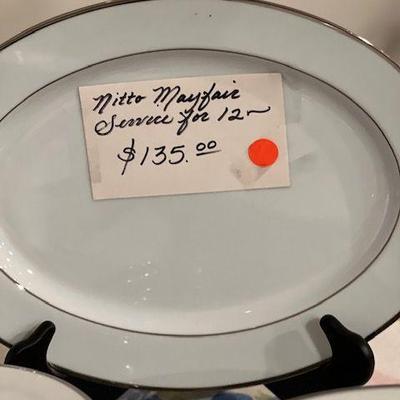 Nitto Mayfair
Service for 12~
$135.00